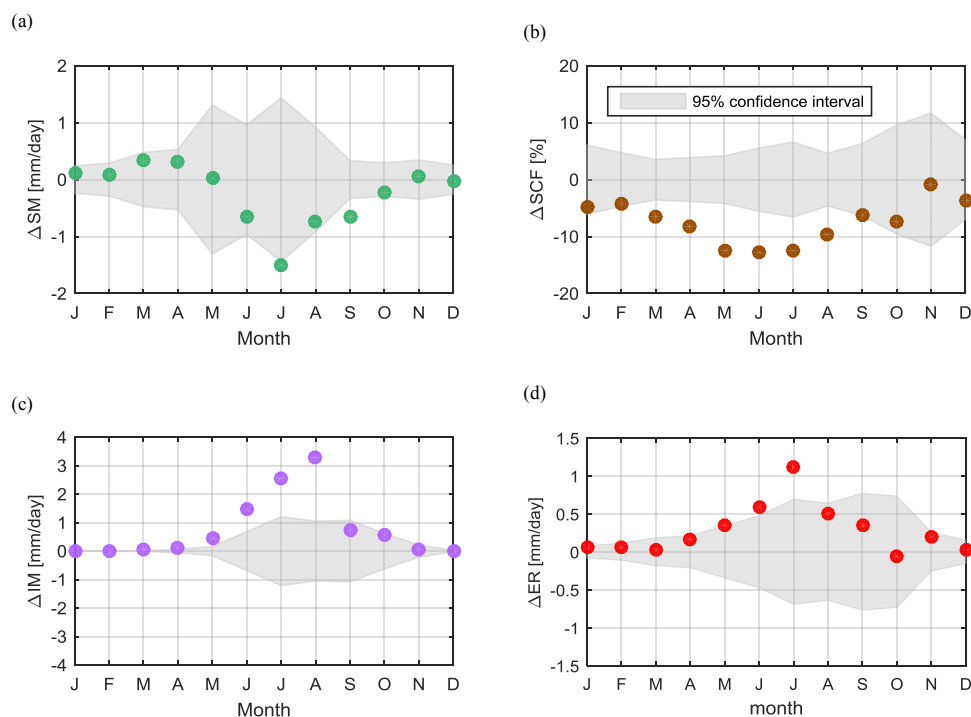 (a)
2
1
0
-1
-2
ΔSM [mm/day]
J F M A M J J A S O N D
Month
(b)
20
10
0
-10
-20
ΔSCF [%]
95% confidence interval
J F M A M J J A S O N D
Month
(c)
4
3
2
1
0
-1
-2
-3
-4
ΔIM [mm/day]
J F M A M J J A S O N D
Month
(d)
1.5
1
0.5
0
-0.5
-1
-1.5
ΔER [mm/day]
J F M A M J J A S O N D
month